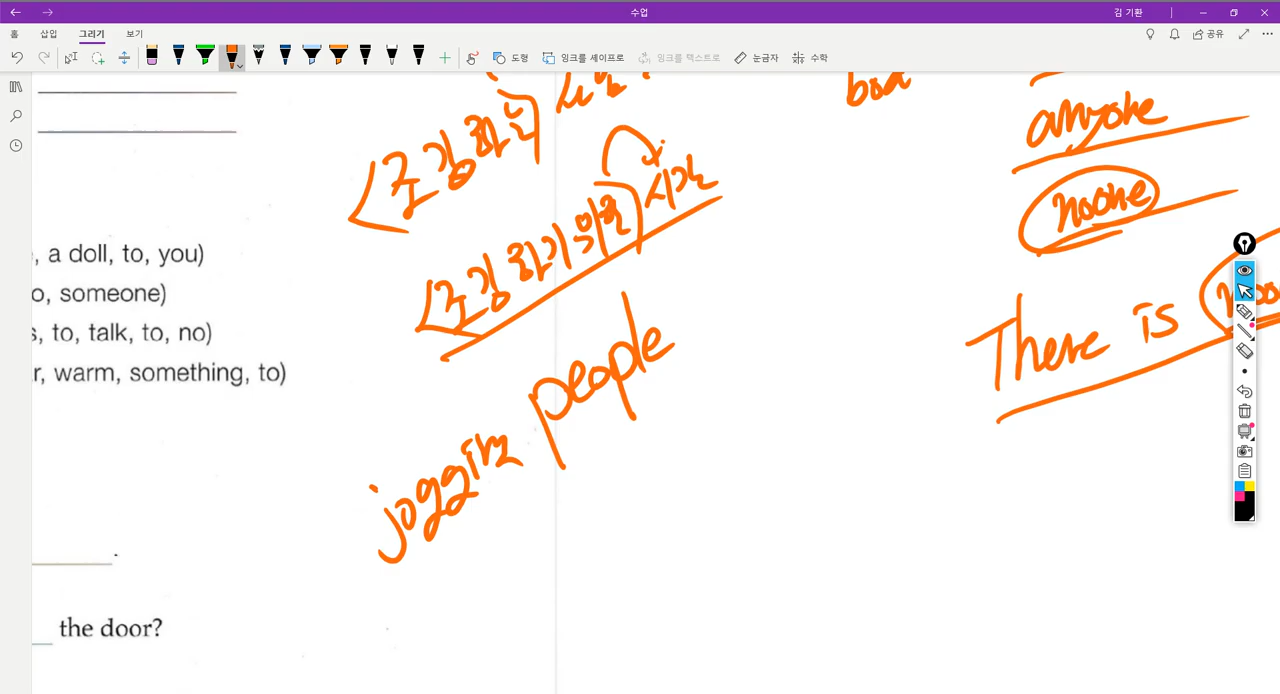 수업
김 기환
홈 삽입 그리기 보기
공유
도형 잉크를 셰이프로 잉크를 텍스트로 눈금자 수학
<조깅하는)
boa
anyone
<조깅하기 위한) 시간
noone
, a doll, to, you)
o, someone)
s, to, talk, to, no)
r, warm, something, to)
There is
people
jogging
the door?